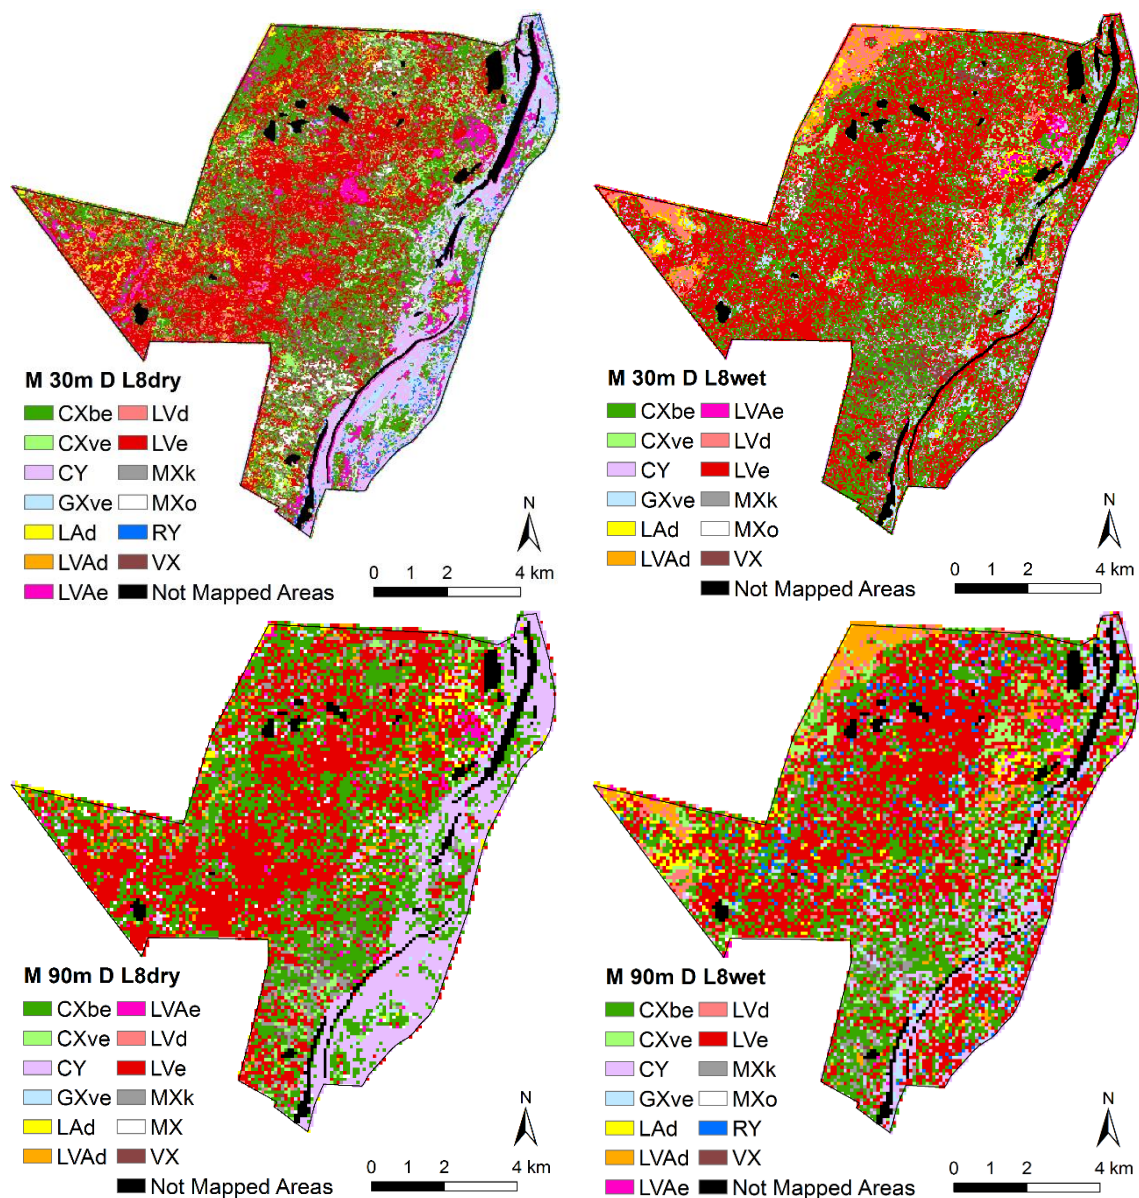 M 30m D L8dry
CXbe LVd
CXve LVe
CY MXk
GXve MXo
LAd RY
LVAd VX
LVAe Not Mapped Areas
N
0 1 2 4 km
M 30m D L8wet
CXbe LVAe
CXve LVd
CY LVe
GXve MXk
LAd MXo
LVAd VX
Not Mapped Areas
N
0 1 2 4 km
M 90m D L8dry
CXbe LVAe
CXve LVd
CY LVe
GXve MXk
LAd MX
LVAd VX
Not Mapped Areas
N
0 1 2 4 km
M 90m D L8wet
CXbe LVd
CXve LVe
CY MXk
GXve MXo
LAd RY
LVAd VX
LVAe Not Mapped Areas
N
0 1 2 4 km